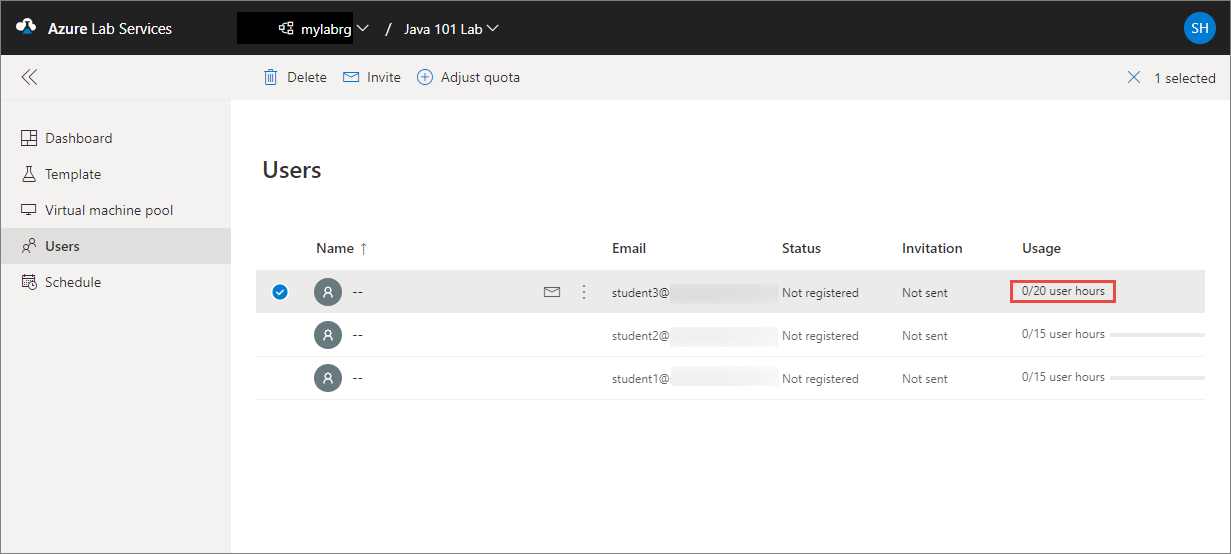 Azure Lab Services mylabrg / Java 101 Lab SH
Delete Invite Adjust quota 1 selected
Dashboard
Template
Virtual machine pool
Users
Schedule
Users
Name ↑ Email Status Invitation Usage
-- student3@ Not registered Not sent 0/20 user hours
-- student2@ Not registered Not sent 0/15 user hours
-- student1@ Not registered Not sent 0/15 user hours